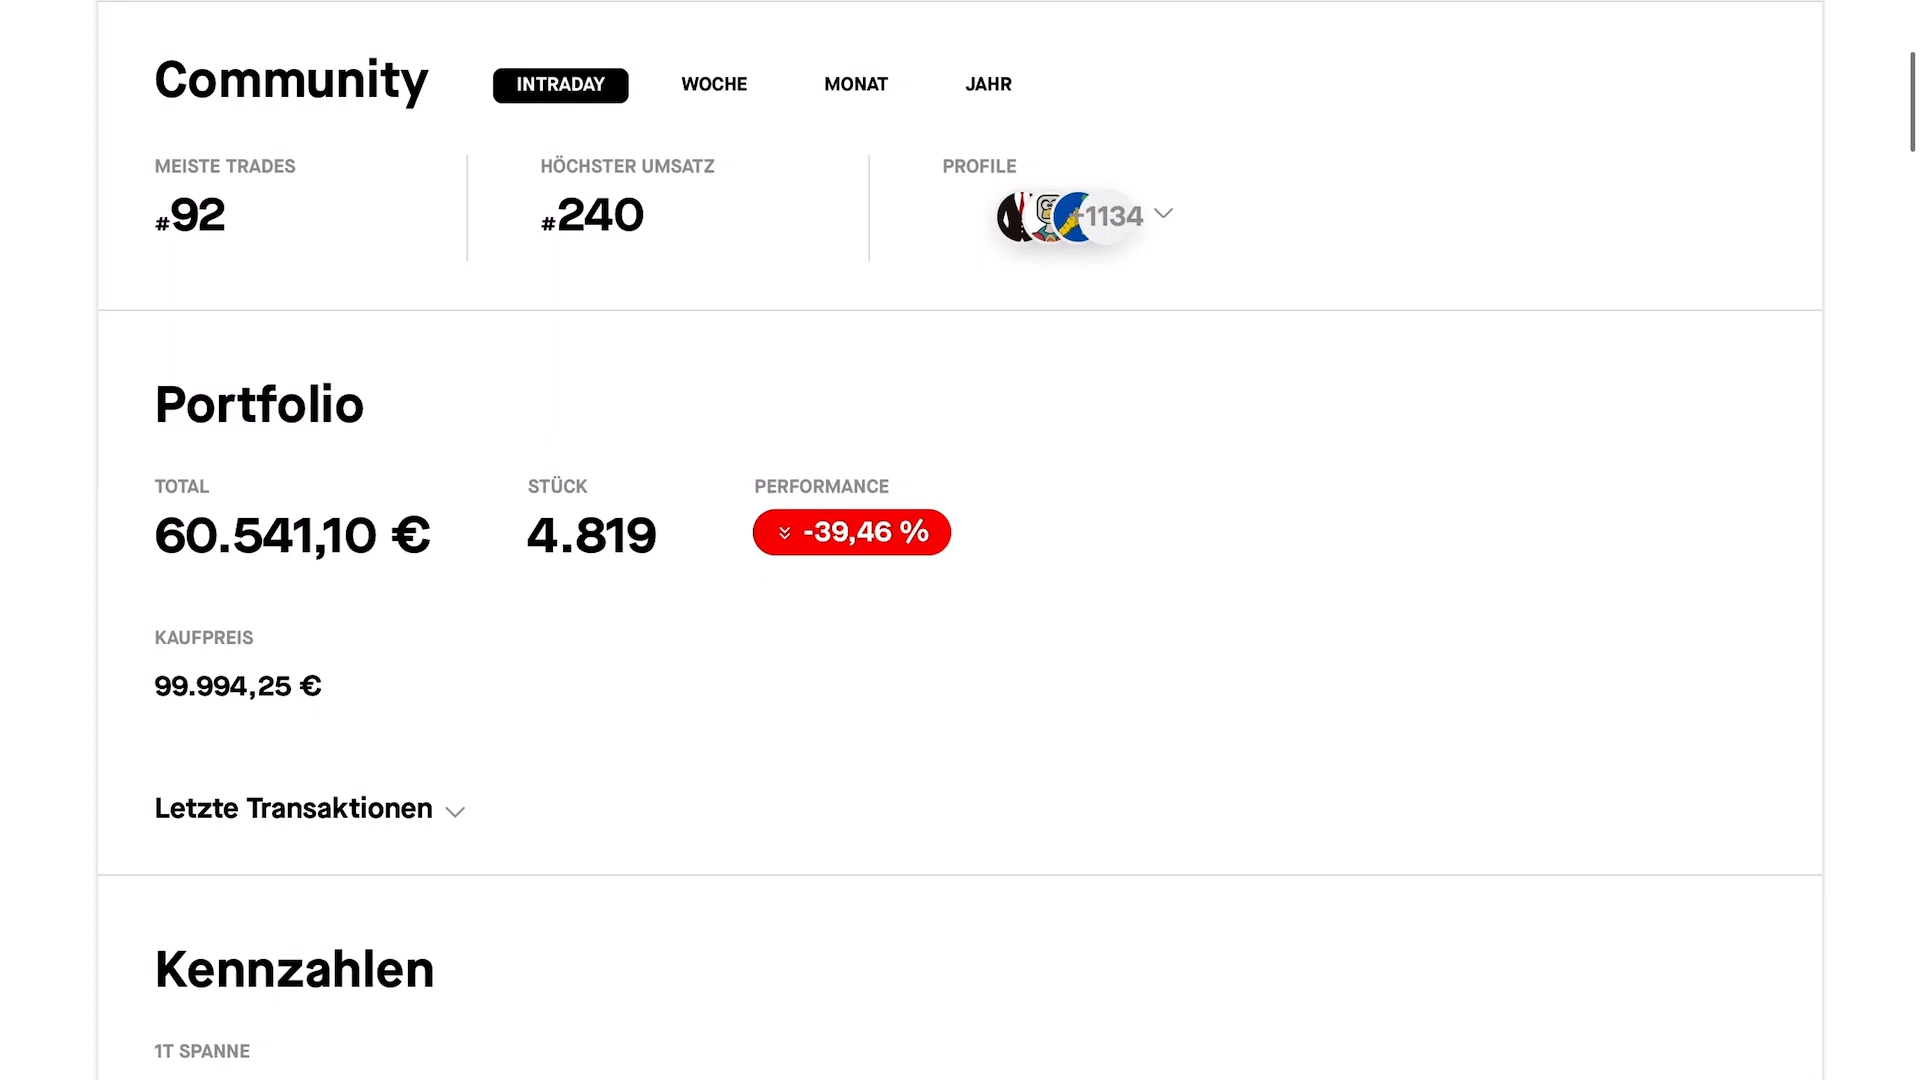 Community INTRADAY WOCHE MONAT JAHR
MEISTE TRADES HÖCHSTER UMSATZ PROFILE
#92 #240 +1134
Portfolio
TOTAL STÜCK PERFORMANCE
60.541,10 € 4.819 -39,46 %
KAUFPREIS
99.994,25 €
Letzte Transaktionen
Kennzahlen
1T SPANNE